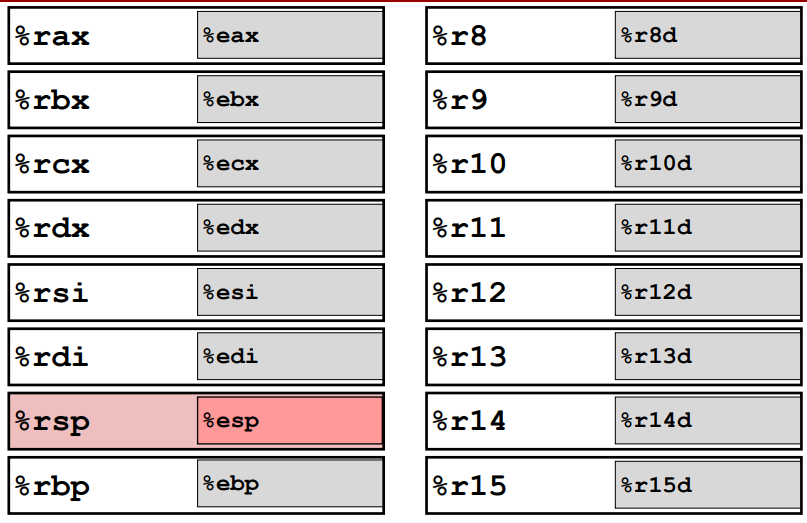 %rax %eax %r8 %r8d
%rbx %ebx %r9 %r9d
%rcx %ecx %r10 %r10d
%rdx %edx %r11 %r11d
%rsi %esi %r12 %r12d
%rdi %edi %r13 %r13d
%rsp %esp %r14 %r14d
%rbp %ebp %r15 %r15d